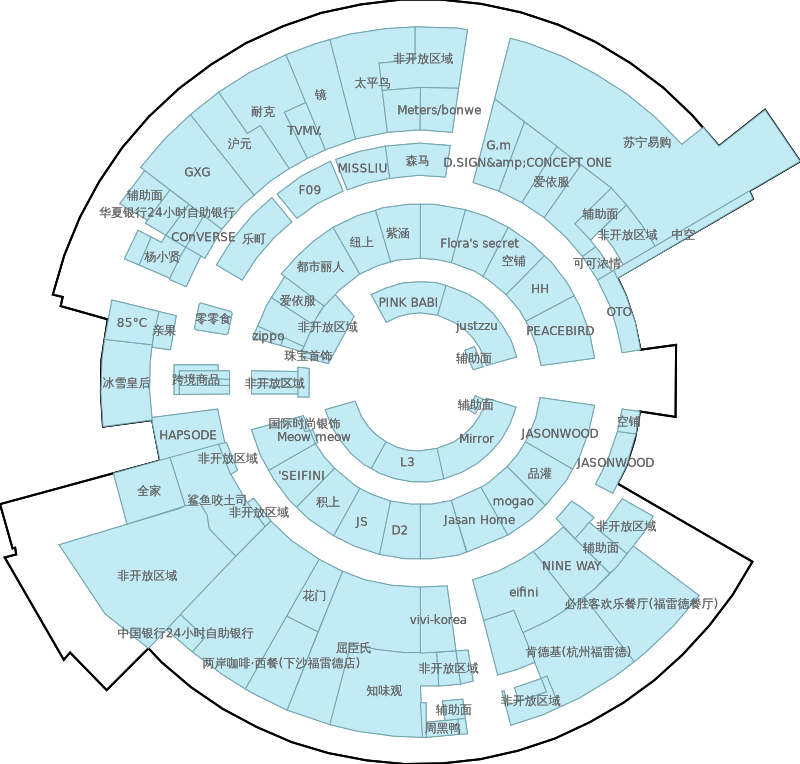 非开放区域
太平鸟
镜
耐克
Meters/bonwe
TVMV.
沪元
G.m
苏宁易购
MISSLIU
森马
D.SIGN&amp;CONCEPT ONE
GXG
F09
爱依服
辅助面
华夏银行24小时自助银行
辅助面
COnVERSE
乐町
紫涵
纽上
Flora's secret
非开放区域
中空
杨小贤
都市丽人
空铺
可可浓情
HH
爱依服
PINK BABI
OTO
85°C
亲果
零零食
非开放区域
justzzu
PEACEBIRD
zippo
珠宝首饰
辅助面
冰雪皇后
跨境商品
非开放区域
辅助面
国际时尚银饰
空铺
HAPSODE
Meow meow
Mirror
JASONWOOD
非开放区域
L3
JASONWOOD
'SEIFINI
品灌
全家
鲨鱼咬土司
积上
mogao
非开放区域
JS
D2
Jasan Home
非开放区域
辅助面
NINE WAY
非开放区域
花门
eifini
必胜客欢乐餐厅(福雷德餐厅)
vivi-korea
中国银行24小时自助银行
屈臣氏
肯德基(杭州福雷德)
两岸咖啡·西餐(下沙福雷德店)
非开放区域
知味观
非开放区域
辅助面
周黑鸭